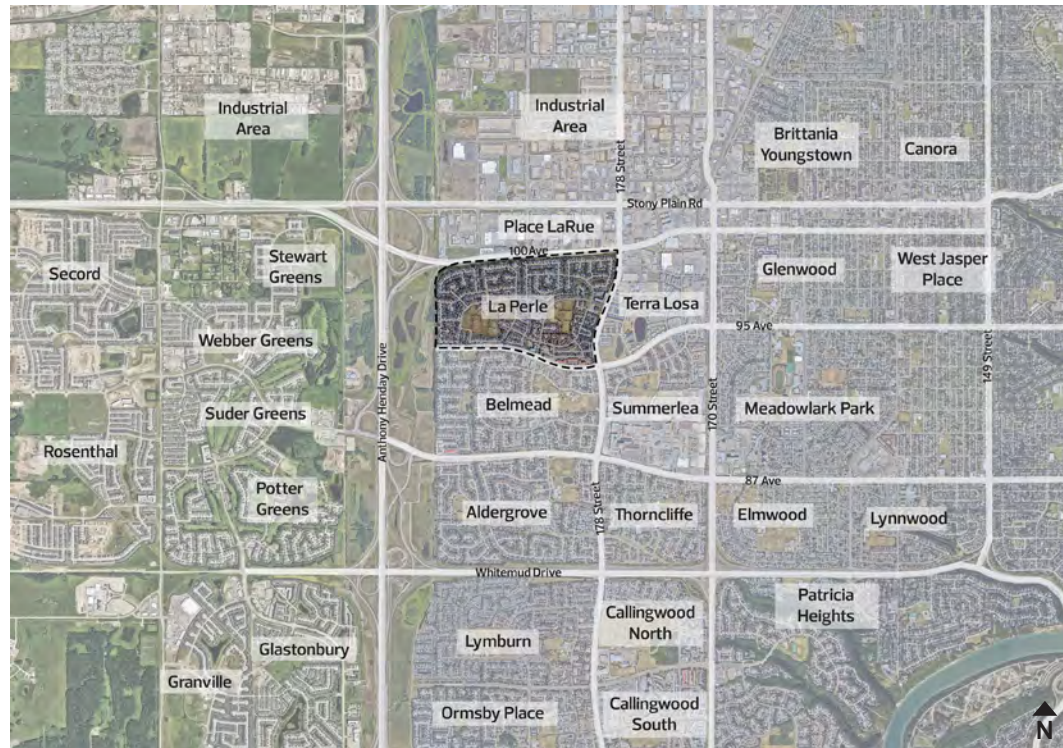 Industrial
Area
Industrial
Area
178 Street
Brittania
Youngstown
Canora
Stony Plain Rd
Place LaRue
100 Ave
Secord
Stewart
Greens
La Perle
Terra Losa
Glenwood
West Jasper
Place
95 Ave
Webber Greens
Anthony Henday Drive
170 Street
149 Street
Suder Greens
Belmead
Summerlea
Meadowlark Park
Rosenthal
Potter
Greens
87 Ave
Aldergrove
178 Street
Thorncliffe
Elmwood
Lynnwood
Whitemud Drive
Patricia
Heights
Callingwood
North
Lymburn
Glastonbury
Granville
Ormsby Place
Callingwood
South
N